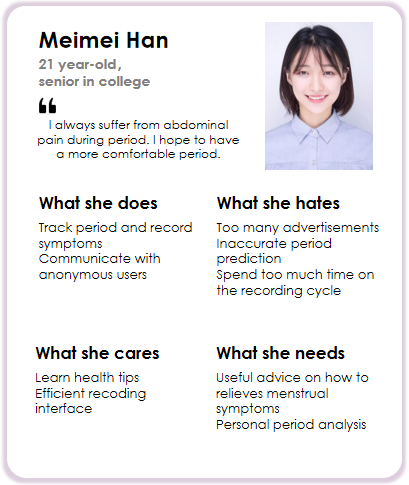 Meimei Han
21 year-old,
senior in college
“
I always suffer from abdominal
pain during period. I hope to have
a more comfortable period.
What she does
Track period and record
symptoms
Communicate with
anonymous users
What she hates
Too many advertisements
Inaccurate period
prediction
Spend too much time on
the recording cycle
What she cares
Learn health tips
Efficient recoding
interface
What she needs
Useful advice on how to
relieves menstrual
symptoms
Personal period analysis